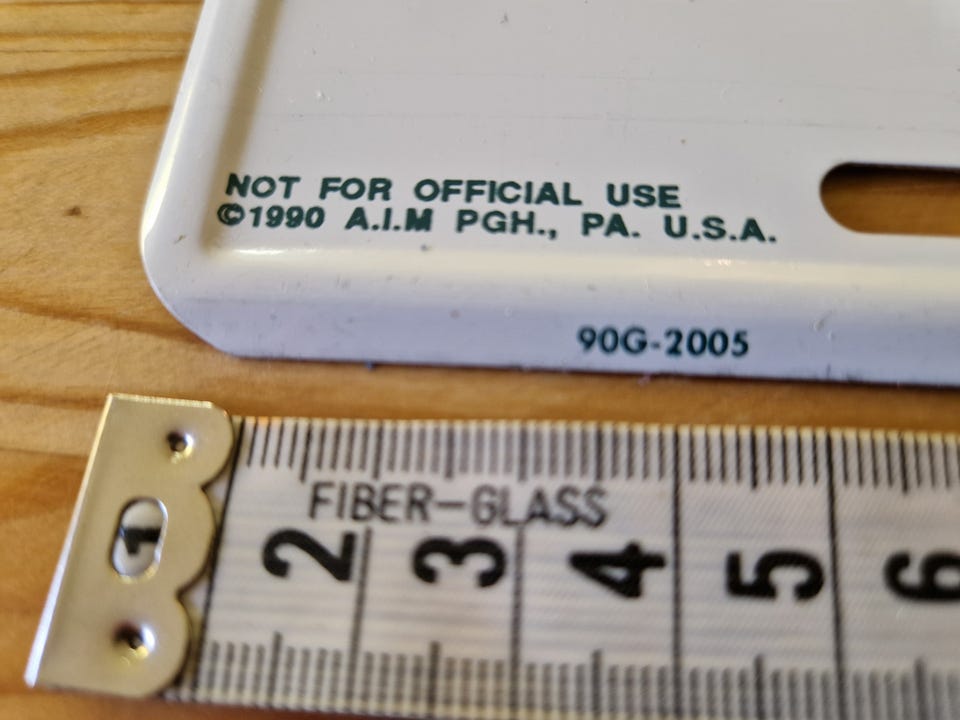 NOT FOR OFFICIAL USE
©1990 A.I.M PGH., PA. U.S.A.
90G-2005
FIBER-GLASS
1 2 3 4 5 6